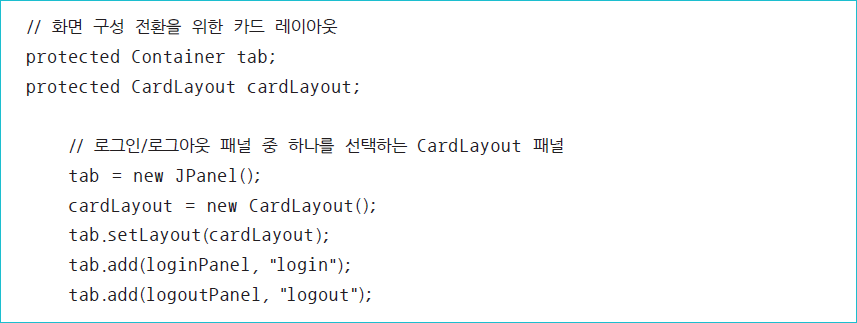 // 화면 구성 전환을 위한 카드 레이아웃
protected Container tab;
protected CardLayout cardLayout;
// 로그인/로그아웃 패널 중 하나를 선택하는 CardLayout 패널
tab = new JPanel();
cardLayout = new CardLayout();
tab.setLayout(cardLayout);
tab.add(loginPanel, "login");
tab.add(logoutPanel, "logout");